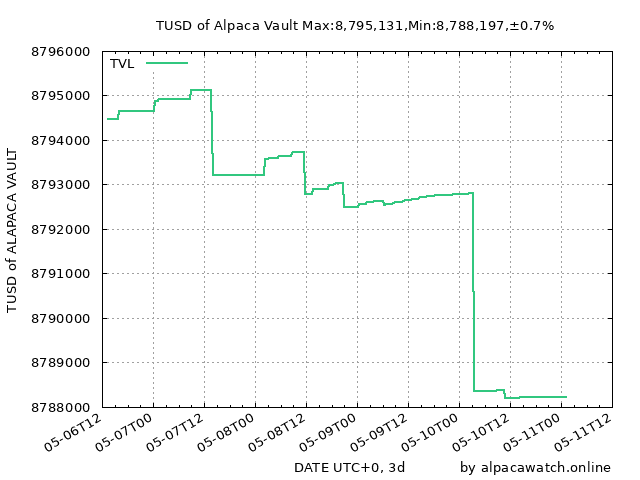 TUSD of Alpaca Vault Max:8,795,131,Min:8,788,197,±0.7%
8796000
TVL
8795000
8794000
8793000
8792000
8791000
8790000
8789000
8788000
TUSD of ALAPACA VAULT
05-06T12 05-07T00 05-07T12 05-08T00 05-08T12 05-09T00 05-09T12 05-10T00 05-10T12 05-11T00 05-11T12
DATE UTC+0, 3d by alpacawatch.online